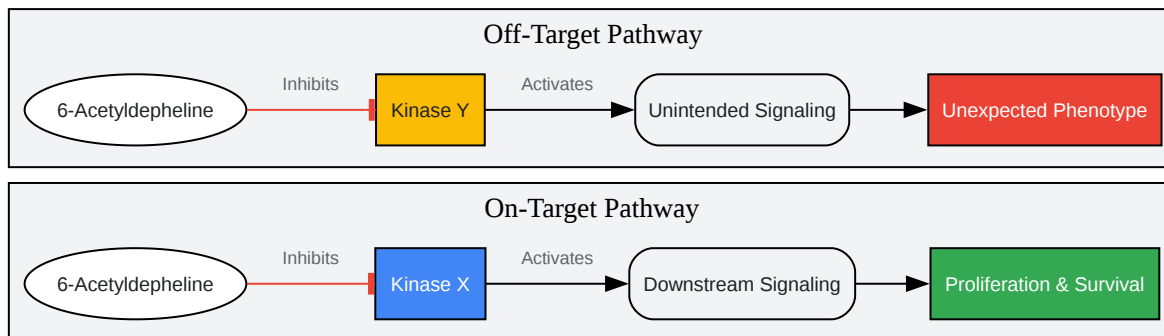 Off-Target Pathway
6-Acetyldepheline
Inhibits
Kinase Y
Activates
Unintended Signaling
Unexpected Phenotype
On-Target Pathway
6-Acetyldepheline
Inhibits
Kinase X
Activates
Downstream Signaling
Proliferation & Survival